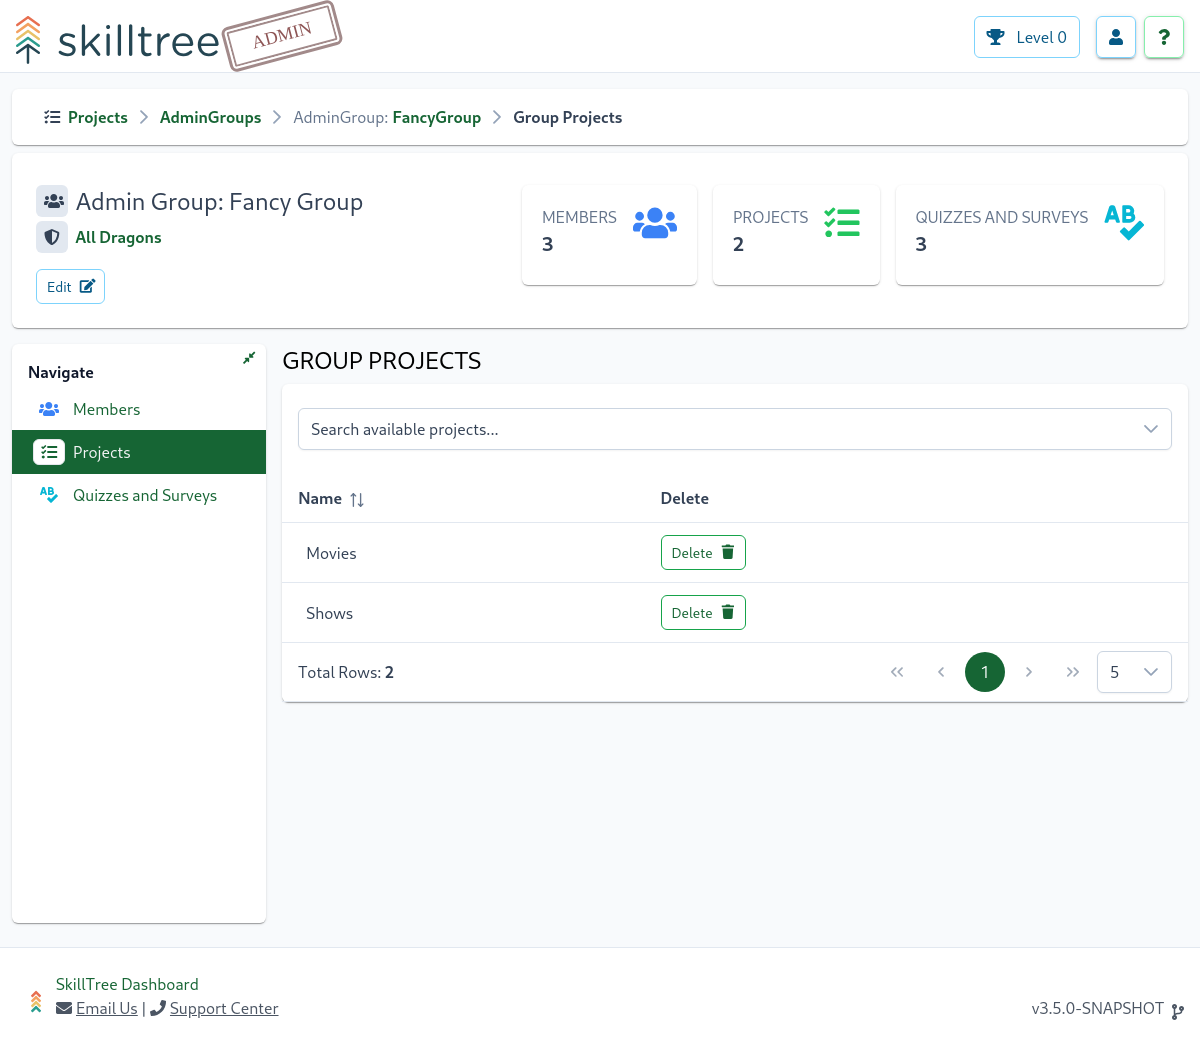 skilltree
ADMIN
Level 0
Projects > AdminGroups > AdminGroup: FancyGroup > Group Projects
Admin Group: Fancy Group
All Dragons
Edit
MEMBERS
3
PROJECTS
2
QUIZZES AND SURVEYS
3
Navigate
Members
Projects
Quizzes and Surveys
GROUP PROJECTS
Search available projects...
Name Delete
Movies Delete
Shows Delete
Total Rows: 2
1
5
SkillTree Dashboard
Email Us | Support Center
v3.5.0-SNAPSHOT